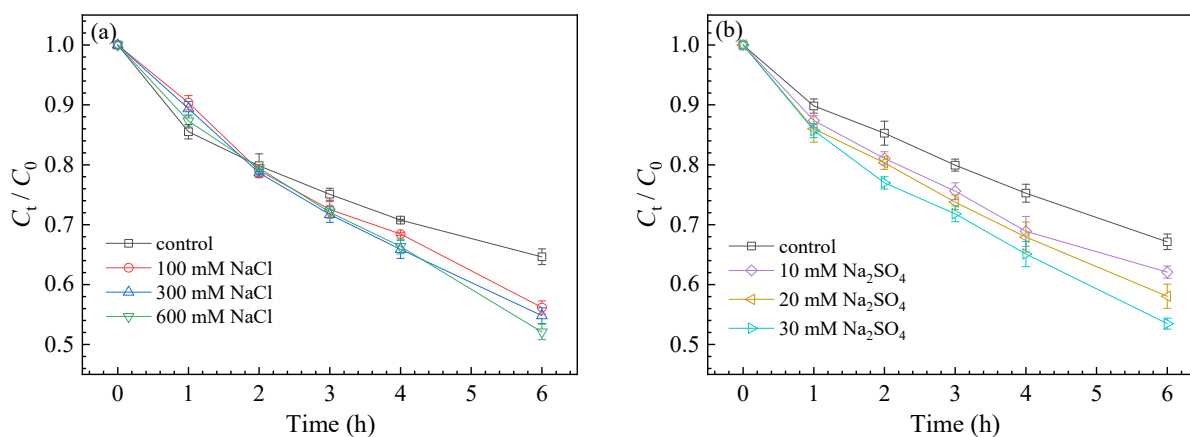 (a)
1.0
0.9
0.8
0.7
0.6
0.5
Ct / C0
control
100 mM NaCl
300 mM NaCl
600 mM NaCl
0 1 2 3 4 5 6
Time (h)
(b)
1.0
0.9
0.8
0.7
0.6
0.5
Ct / C0
control
10 mM Na2SO4
20 mM Na2SO4
30 mM Na2SO4
0 1 2 3 4 5 6
Time (h)